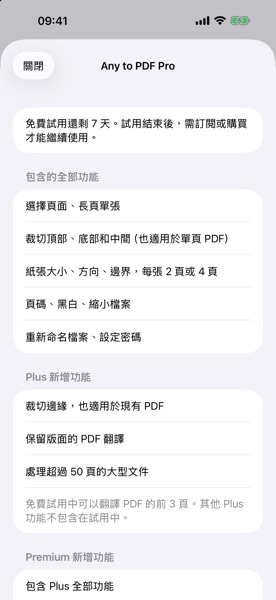 09:41
關閉
Any to PDF Pro
免費試用還剩 7 天。試用結束後，需訂閱或購買
才能繼續使用。
包含的全部功能
選擇頁面、長頁單張
裁切頂部、底部和中間（也適用於單頁 PDF）
紙張大小、方向、邊界，每張 2 頁或 4 頁
頁碼、黑白、縮小檔案
重新命名檔案、設定密碼
Plus 新增功能
裁切邊緣，也適用於現有 PDF
保留版面的 PDF 翻譯
處理超過 50 頁的大型文件
免費試用中可以翻譯 PDF 的前 3 頁。其他 Plus
功能不包含在試用中。
Premium 新增功能
包含 Plus 全部功能